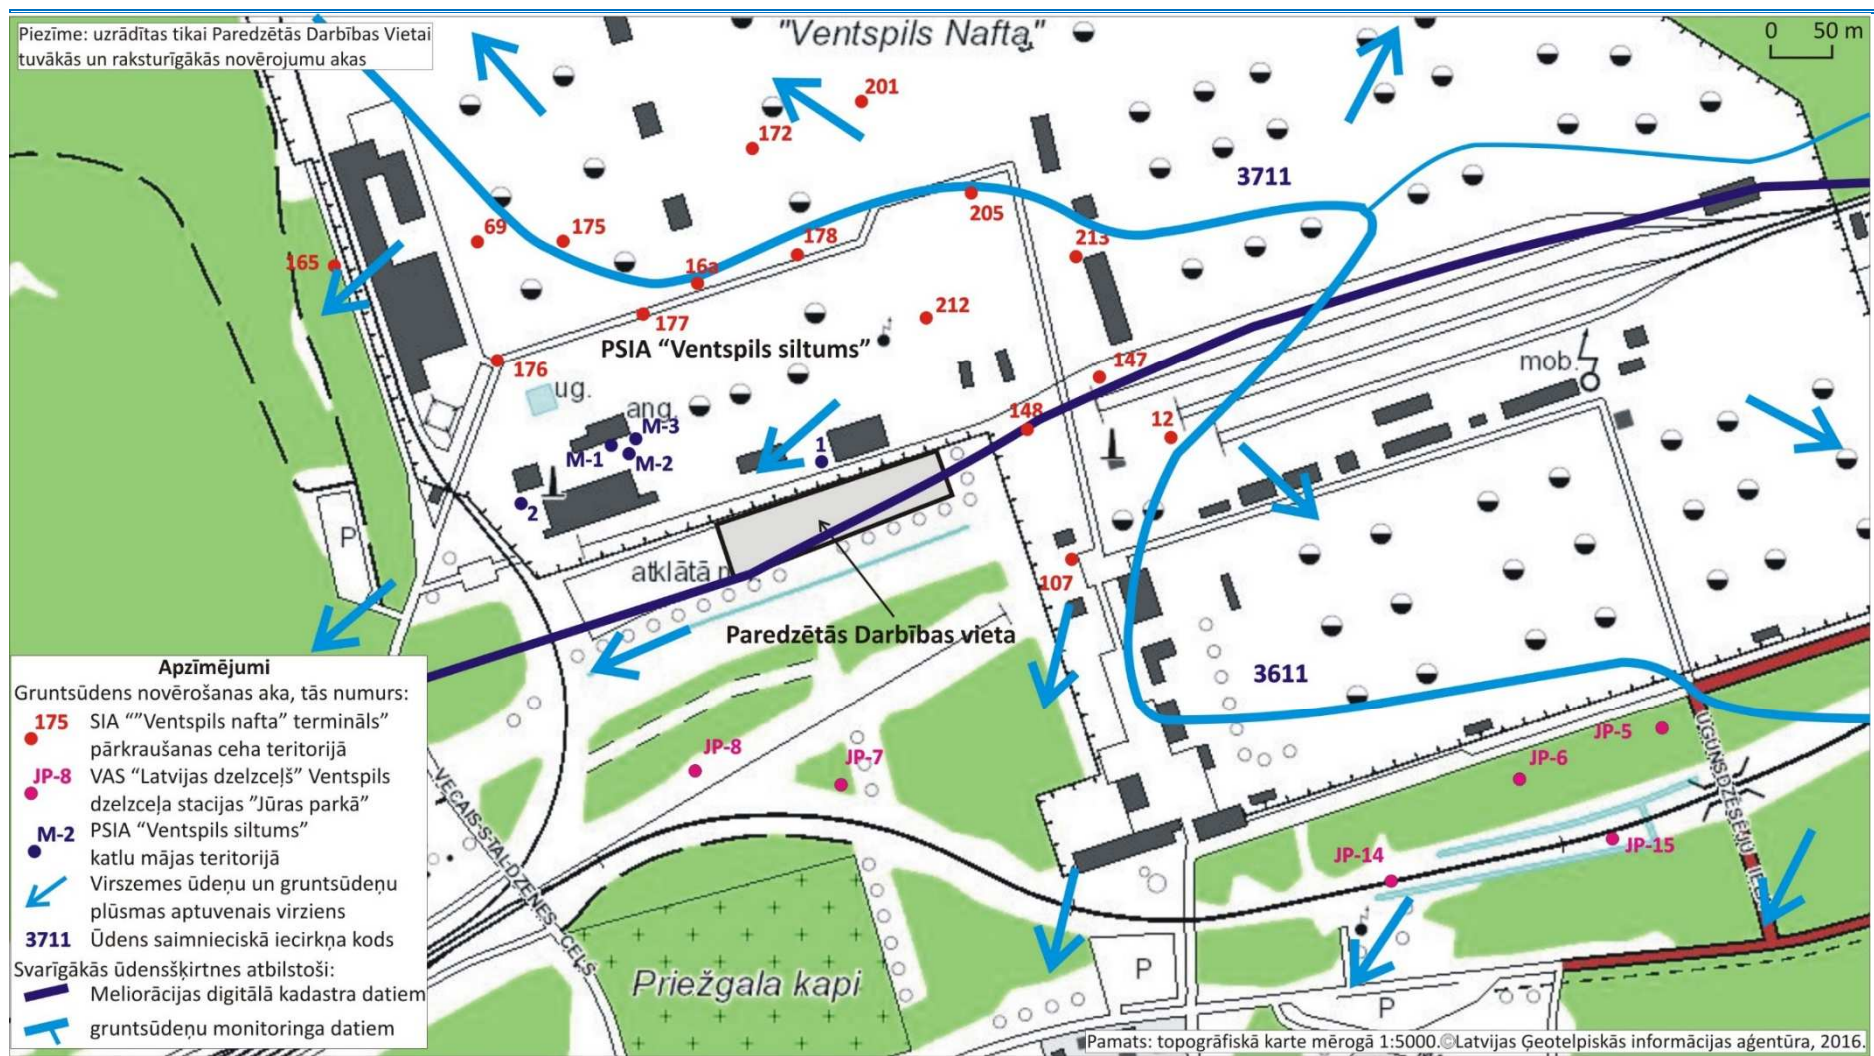 Piezīme: uzrādītas tikai Paredzētās Darbības Vietai
tuvākās un raksturīgākās novērojumu akas
"Ventspils Nafta"
0 50 m
201
172
3711
205
69
175
178
213
165
16a
177
212
PSIA “Ventspils siltums”
176
147
mob.
ug.
ang.
148
12
M-3
M-1
M-2
1
2
P
atklātā
107
Paredzētās Darbības vieta
3611
JP-8
JP-7
JP-6
JP-5
UGUNSDZĒSĒJU IELA
VECAIS STALDZENES CEĻŠ
JP-14
JP-15
Priežgala kapi
P
P
Apzīmējumi
Gruntsūdens novērošanas aka, tās numurs:
175 SIA “"Ventspils nafta” termināls”
pārkraušanas ceha teritorijā
JP-8 VAS “Latvijas dzelzceļš” Ventspils
dzelzceļa stacijas ”Jūras parkā”
M-2 PSIA “Ventspils siltums”
katlu mājas teritorijā
Virszemes ūdeņu un gruntsūdeņu
plūsmas aptuvenais virziens
3711 Ūdens saimnieciskā iecirkņa kods
Svarīgākās ūdensšķirtnes atbilstoši:
Meliorācijas digitālā kadastra datiem
gruntsūdeņu monitoringa datiem
Pamats: topogrāfiskā karte mērogā 1:5000.©Latvijas Ģeotelpiskās informācijas aģentūra, 2016.